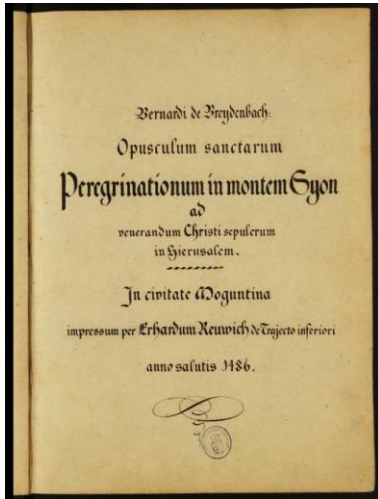 Bernardi de Breydenbach:
Opusculum sanctarum
Peregrinationum in montem Syon
ad
venerandum Christi sepulcrum
in Hierusalem.
In civitate Moguntina
impressum per Erhardum Reuwich de Trajecto inferiori
anno salutis 1486.